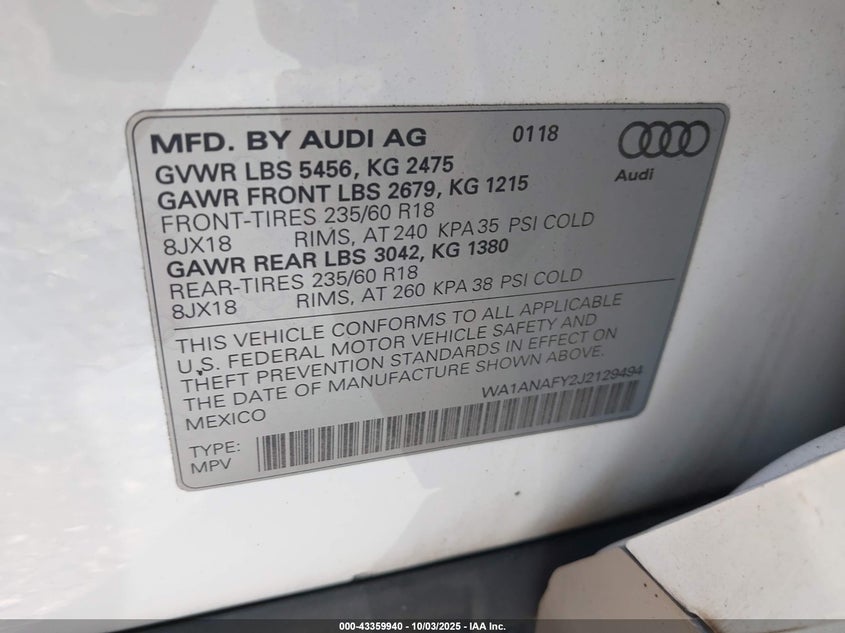 MFD. BY AUDI AG 0118
GVWR LBS 5456, KG 2475
GAWR FRONT LBS 2679, KG 1215
FRONT-TIRES 235/60 R18
8JX18 RIMS, AT 240 KPA 35 PSI COLD
GAWR REAR LBS 3042, KG 1380
REAR-TIRES 235/60 R18
8JX18 RIMS, AT 260 KPA 38 PSI COLD
Audi
THIS VEHICLE CONFORMS TO ALL APPLICABLE
U.S. FEDERAL MOTOR VEHICLE SAFETY AND
THEFT PREVENTION STANDARDS IN EFFECT ON
THE DATE OF MANUFACTURE SHOWN ABOVE.
MEXICO WA1ANAFY2J2129494
TYPE:
MPV
000-43359940 - 10/03/2025 - IAA Inc.